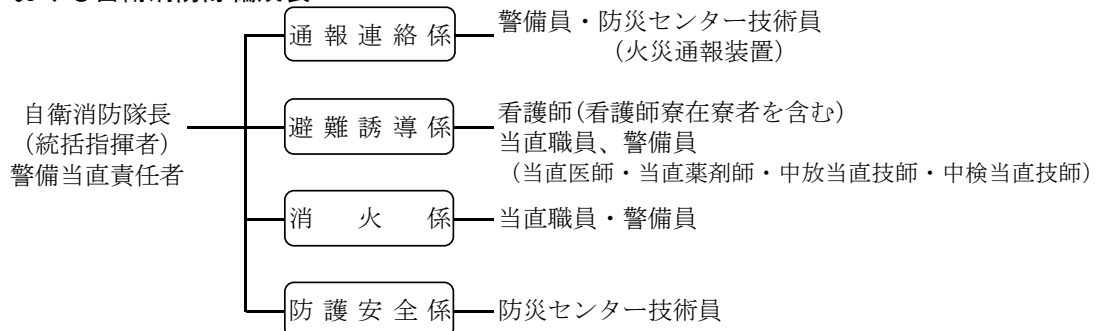 通報連絡係
警備員・防災センター技術員
(火災通報装置)
自衛消防隊長
(統括指揮者)
警備当直責任者
避難誘導係
看護師(看護師寮在寮者を含む)
当直職員、警備員
(当直医師・当直薬剤師・中放当直技師・中検当直技師)
消火係
当直職員・警備員
防護安全係
防災センター技術員